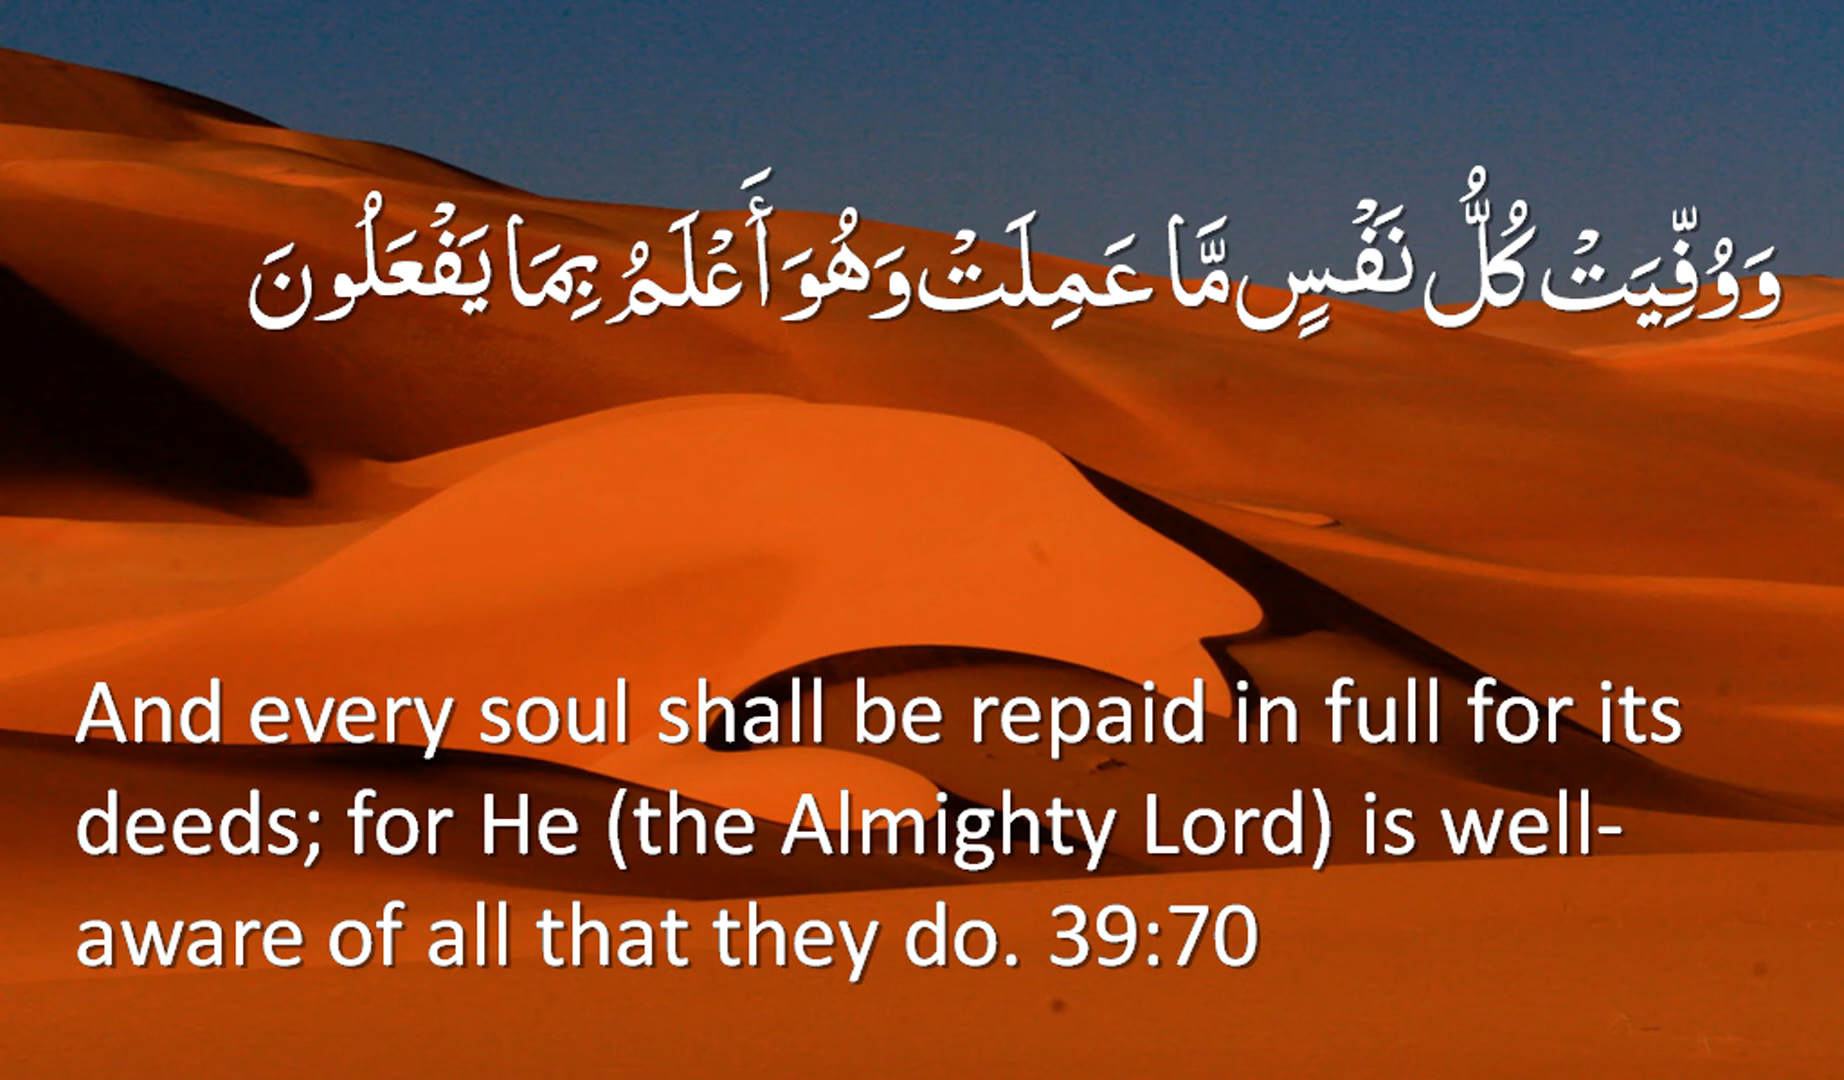 وَوُفِّيَتْ كُلُّ نَفْسٍ مَّا عَمِلَتْ وَهُوَ أَعْلَمُ بِمَا يَفْعَلُونَ
And every soul shall be repaid in full for its
deeds; for He (the Almighty Lord) is well-
aware of all that they do. 39:70